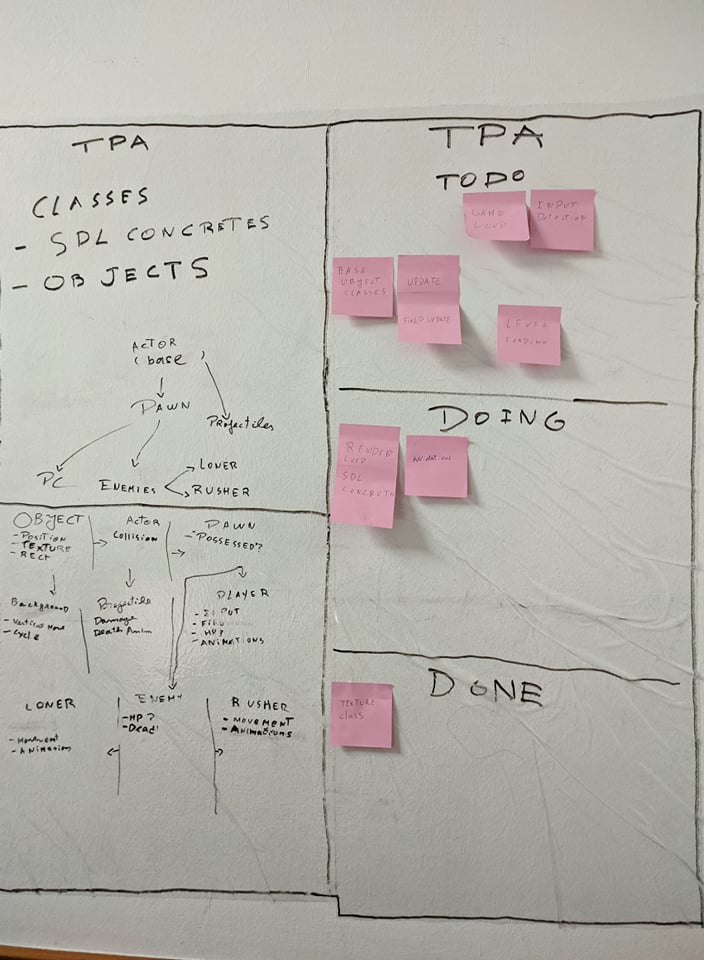 TPA
CLASSES
- SDL CONCRETES
- OBJECTS
ACTOR
(base)
PAWN
Projectiles
PC
ENEMIES
LONER
RUSHER
OBJECT
- POSITION
- TEXTURE
- RECT
ACTOR
Collision
PAWN
- POSSESSED?
Background
- Vertical Move
- Cycle
Projectile
Damage
Death Anim
PLAYER
- INPUT
- FIRE
- HP?
- ANIMATIONS
LONER
- Movement
- Animation
ENEMY
- HP?
- Dead?
RUSHER
- MOVEMENT
- ANIMATIONS
TPA
TODO
GAME
LOOP
INPUT
Detection
BASE
OBJECT
CLASSES
UPDATE
FIXED UPDATE
LEVEL
LOADING
DOING
RENDER
LOOP
SDL
CONCRETE
DONE
TEXTURE
class